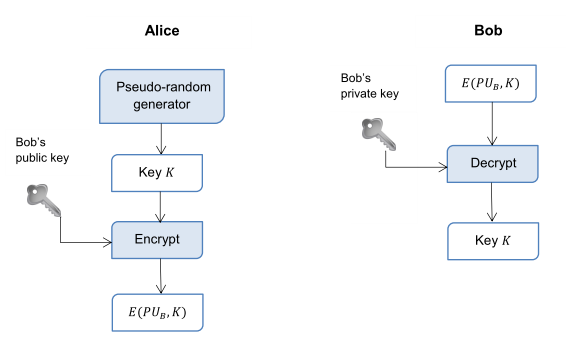 Alice
Pseudo-random
generator
Bob's
public key
Key K
Encrypt
E(PU_B, K)
Bob
Bob's
private key
E(PU_B, K)
Decrypt
Key K